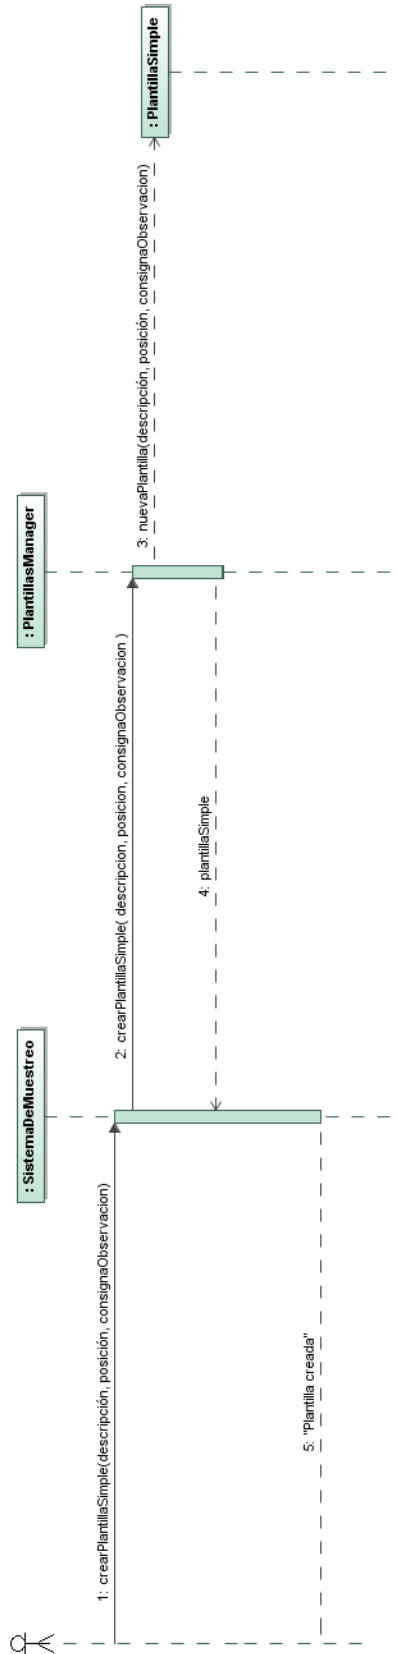 : SistemaDeMuestreo
: PlantillasManager
: PlantillaSimple
1: crearPlantillaSimple(descripción, posición, consignaObservacion)
2: crearPlantillaSimple( descripcion, posicion, consignaObservacion )
3: nuevaPlantilla(descripción, posición, consignaObservacion)
4: plantillaSimple
5: "Plantilla creada"